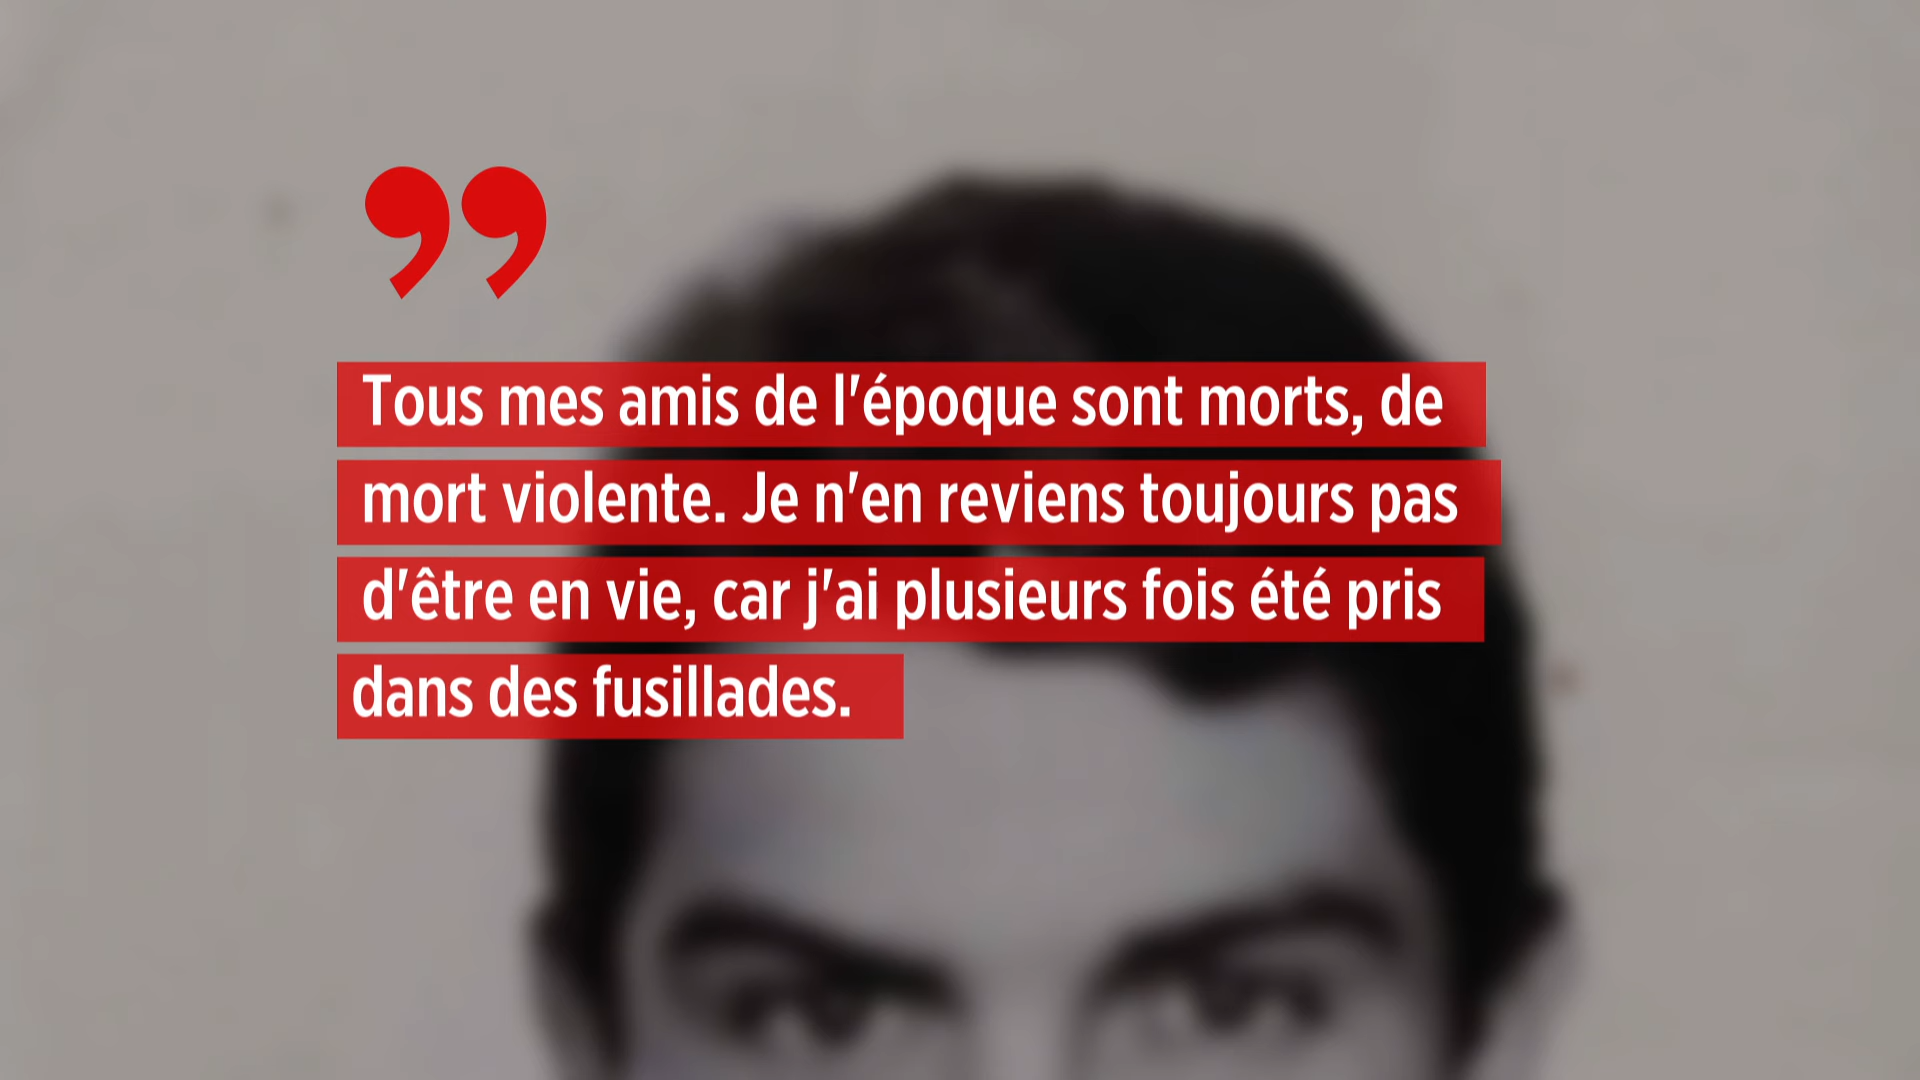 ”
Tous mes amis de l'époque sont morts, de
mort violente. Je n'en reviens toujours pas
d'être en vie, car j'ai plusieurs fois été pris
dans des fusillades.